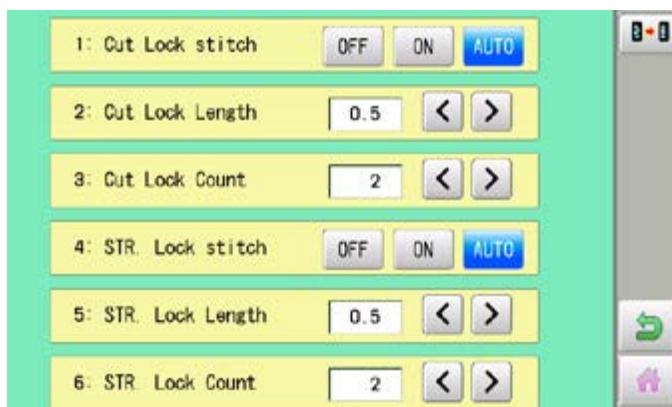 1: Cut Lock stitch OFF ON AUTO
2: Cut Lock Length 0.5 < >
3: Cut Lock Count 2 < >
4: STR. Lock stitch OFF ON AUTO
5: STR. Lock Length 0.5 < >
6: STR. Lock Count 2 < >